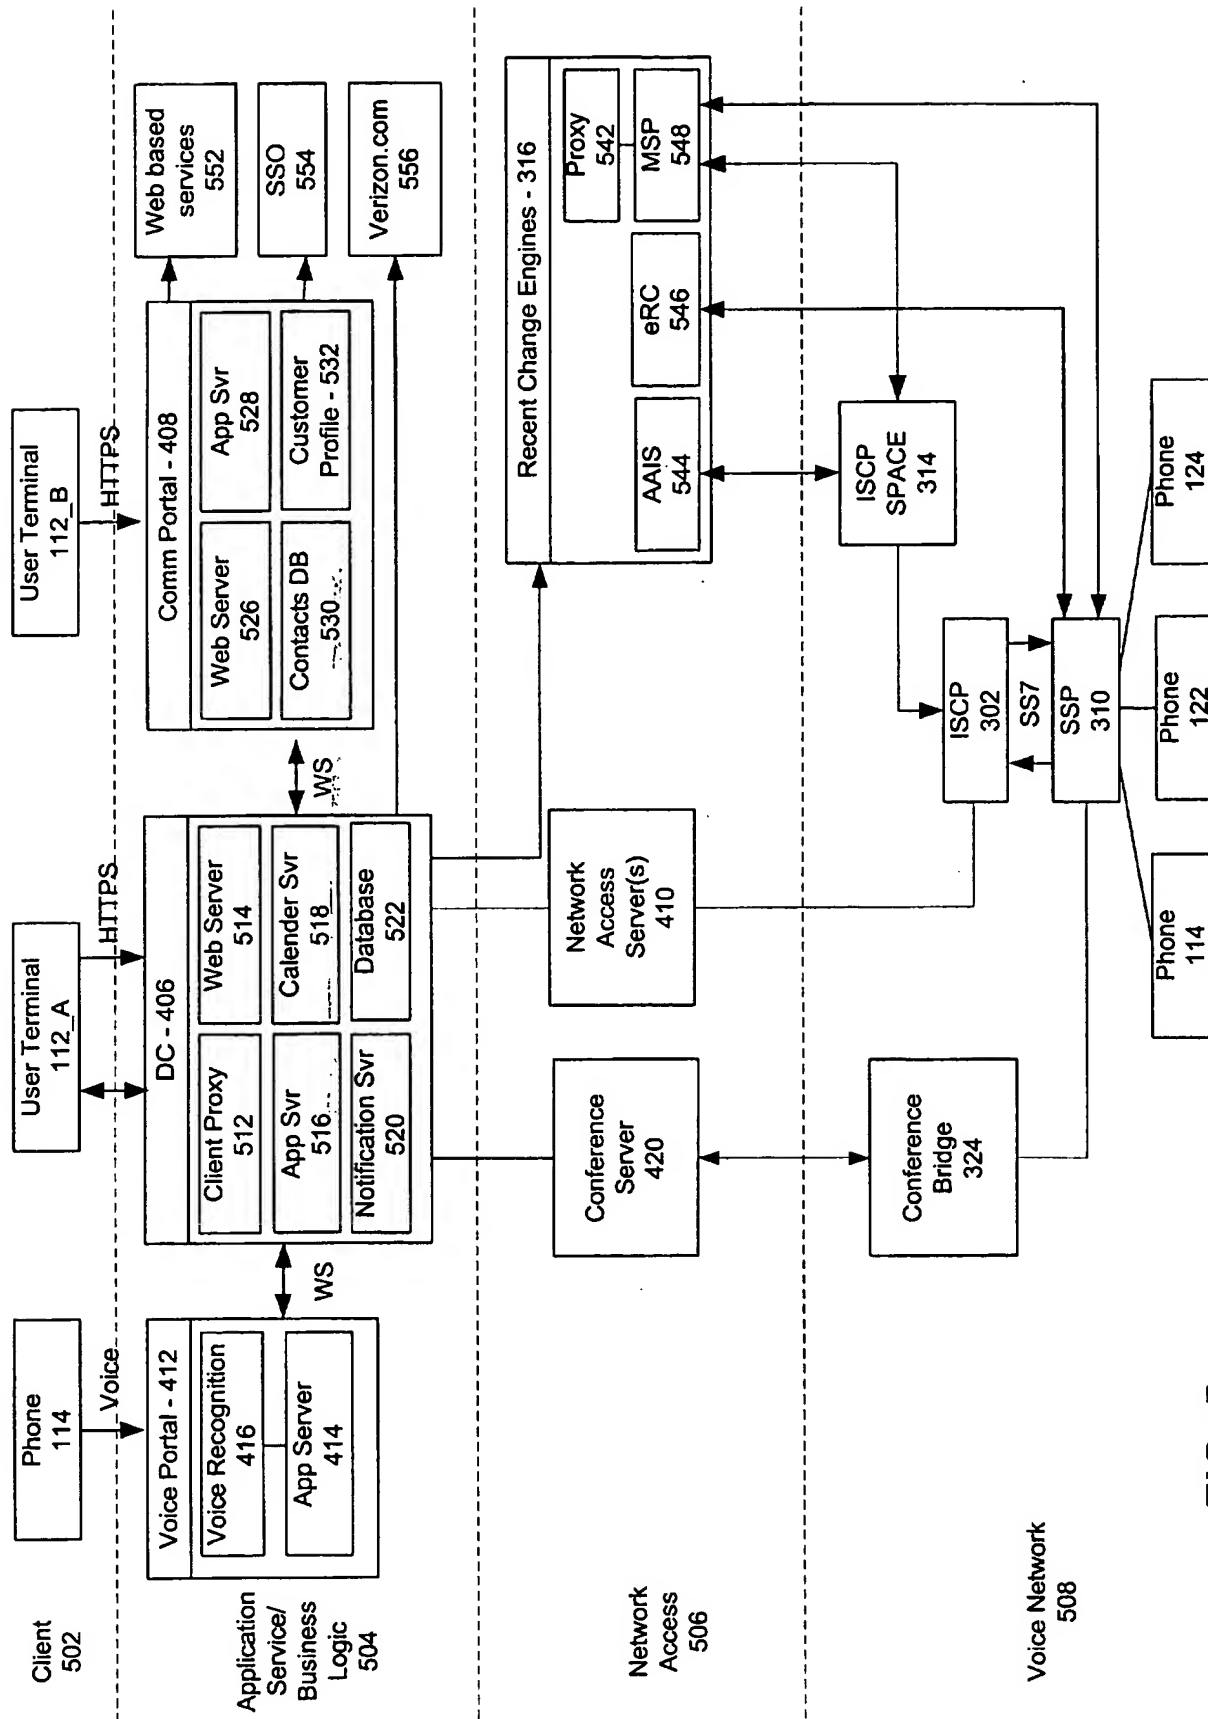 Client
502
Phone
114
User Terminal
112_A
User Terminal
112_B
Voice
HTTPS
HTTPS
Application
Service/
Business
Logic
504
Voice Portal - 412
Voice Recognition
416
App Server
414
WS
DC - 406
Client Proxy
512
Web Server
514
App Svr
516
Calender Svr
518
Notification Svr
520
Database
522
WS
Comm Portal - 408
Web Server
526
App Svr
528
Contacts DB
530
Customer
Profile - 532
Web based
services
552
SSO
554
Verizon.com
556
Network
Access
506
Conference
Server
420
Network
Access
Server(s)
410
Recent Change Engines - 316
Proxy
542
AAIS
544
eRC
546
MSP
548
Voice Network
508
Conference
Bridge
324
ISCP
SPACE
314
ISCP
302
SS7
SSP
310
Phone
114
Phone
122
Phone
124